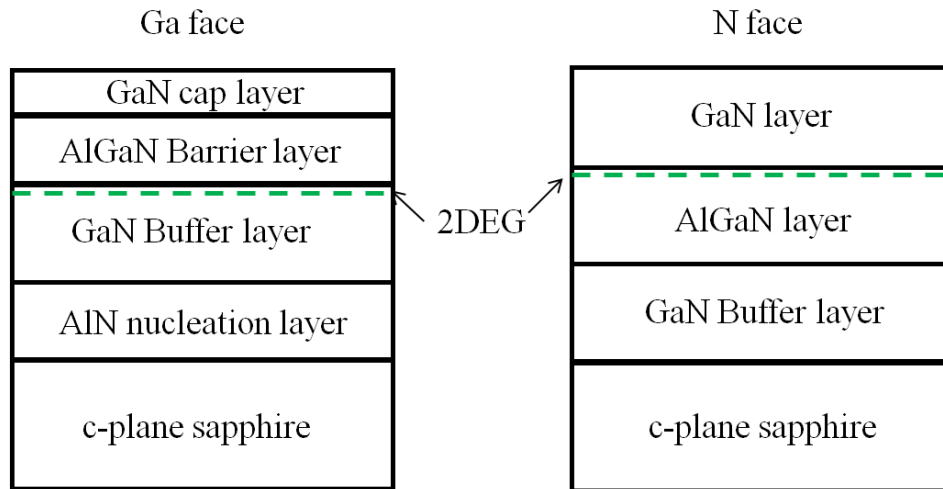 Ga face
GaN cap layer
AlGaN Barrier layer
GaN Buffer layer
AlN nucleation layer
c-plane sapphire
2DEG
N face
GaN layer
AlGaN layer
GaN Buffer layer
c-plane sapphire